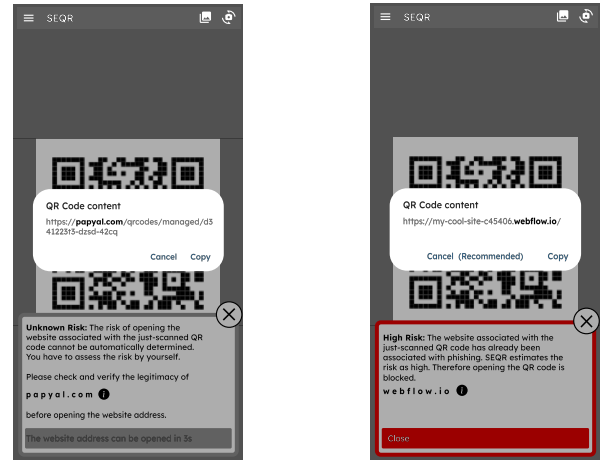 SEQR
QR Code content
https://papyal.com/qrcodes/managed/d3
41223t3-dzsd-42cq
Cancel Copy
Unknown Risk: The risk of opening the
website associated with the just-scanned QR
code cannot be automatically determined.
You have to assess the risk by yourself.
Please check and verify the legitimacy of
papyal.com
before opening the website address.
The website address can be opened in 3s
SEQR
QR Code content
https://my-cool-site-c45406.webflow.io/
Cancel (Recommended) Copy
High Risk: The website associated with the
just-scanned QR code has already been
associated with phishing. SEQR estimates the
risk as high. Therefore opening the QR code is
blocked.
webflow.io
Close